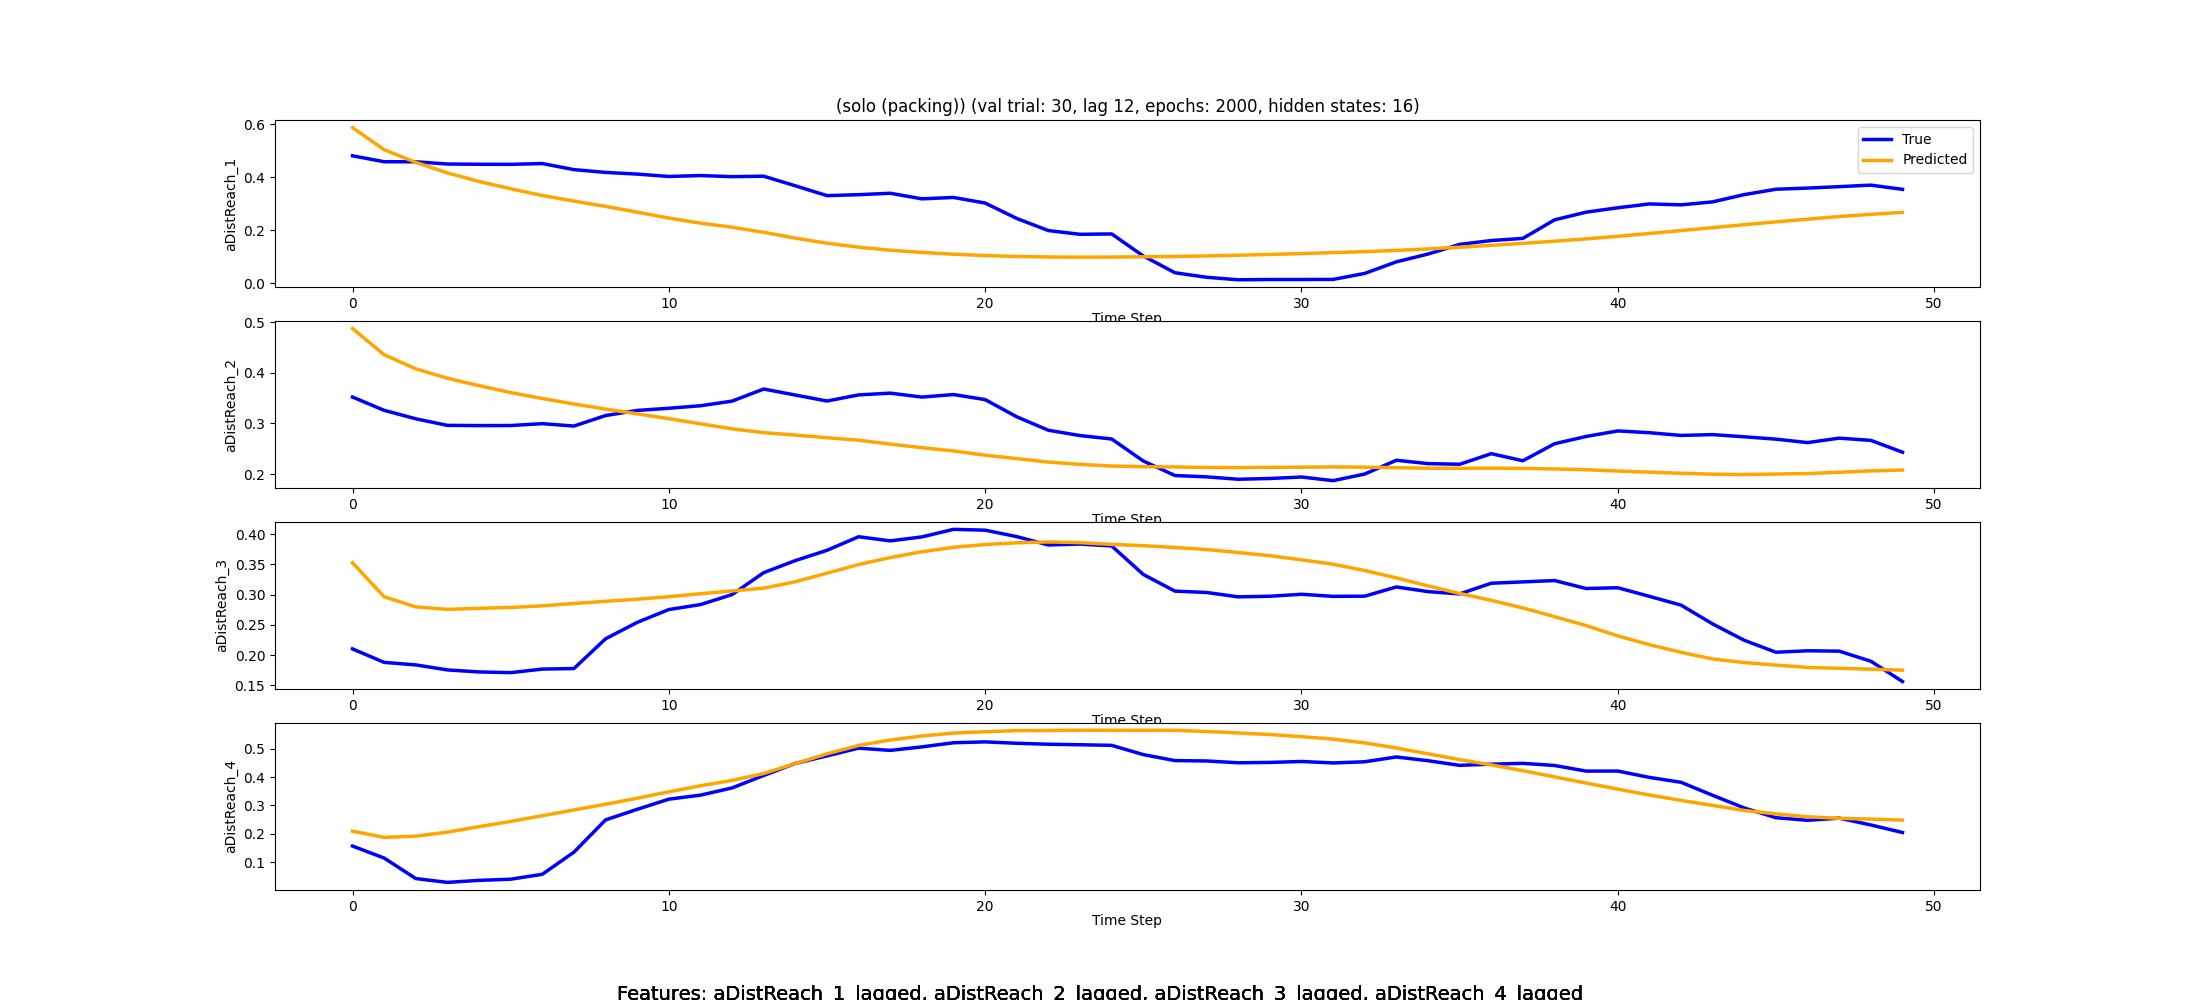 (solo (packing)) (val trial: 30, lag 12, epochs: 2000, hidden states: 16)
0.6
0.4
0.2
0.0
aDistReach_1
True
Predicted
0 10 20 30 40 50
Time Step
0.5
0.4
0.3
0.2
aDistReach_2
0 10 20 30 40 50
Time Step
0.40
0.35
0.30
0.25
0.20
0.15
aDistReach_3
0 10 20 30 40 50
Time Step
0.5
0.4
0.3
0.2
0.1
aDistReach_4
0 10 20 30 40 50
Time Step
Features: aDistReach_1_lagged, aDistReach_2_lagged, aDistReach_3_lagged, aDistReach_4_lagged